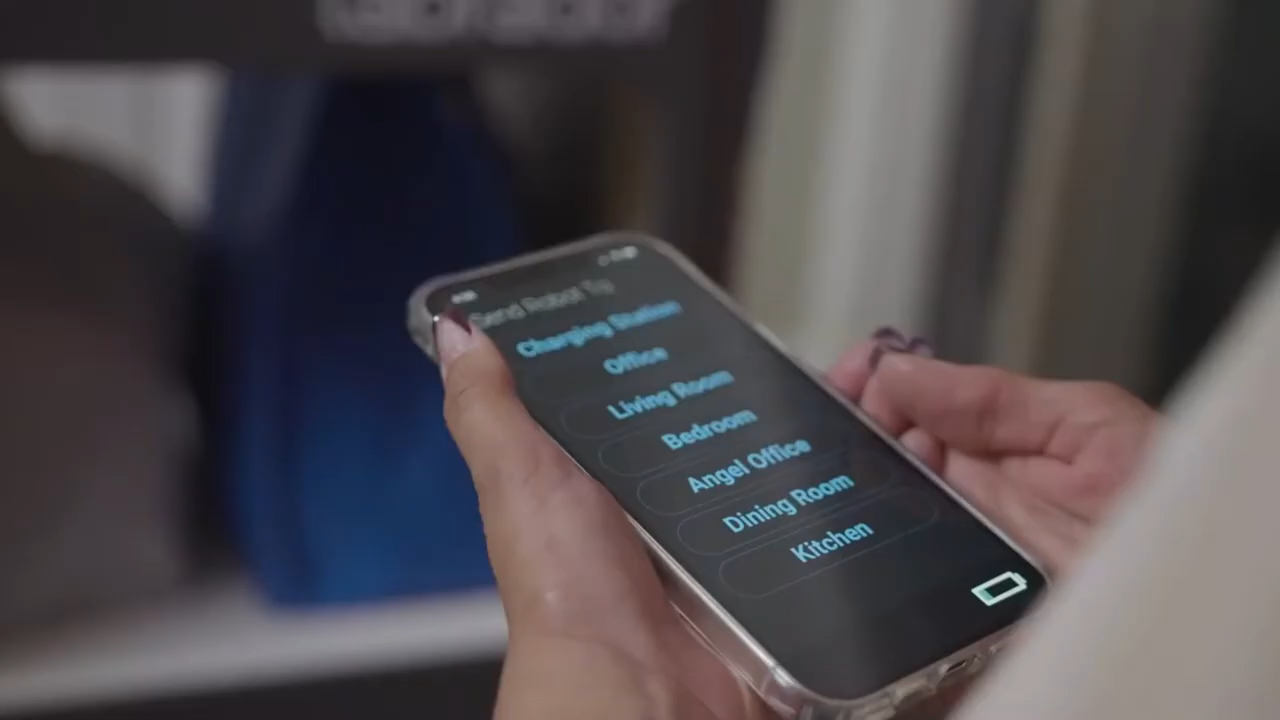 Send Robot To
Charging Station
Office
Living Room
Bedroom
Angel Office
Dining Room
Kitchen